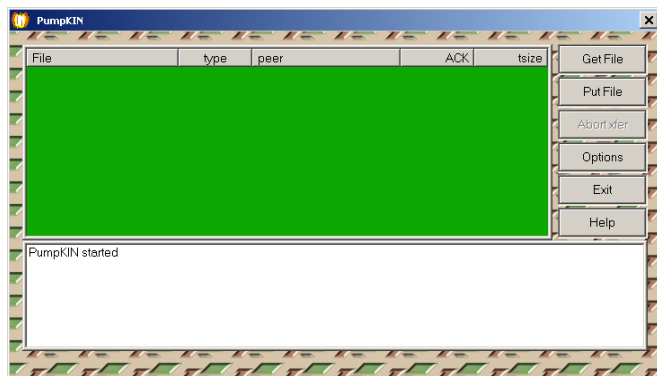 PumpKIN
File type peer ACK tsize
Get File
Put File
Abort xfer
Options
Exit
Help
PumpKIN started